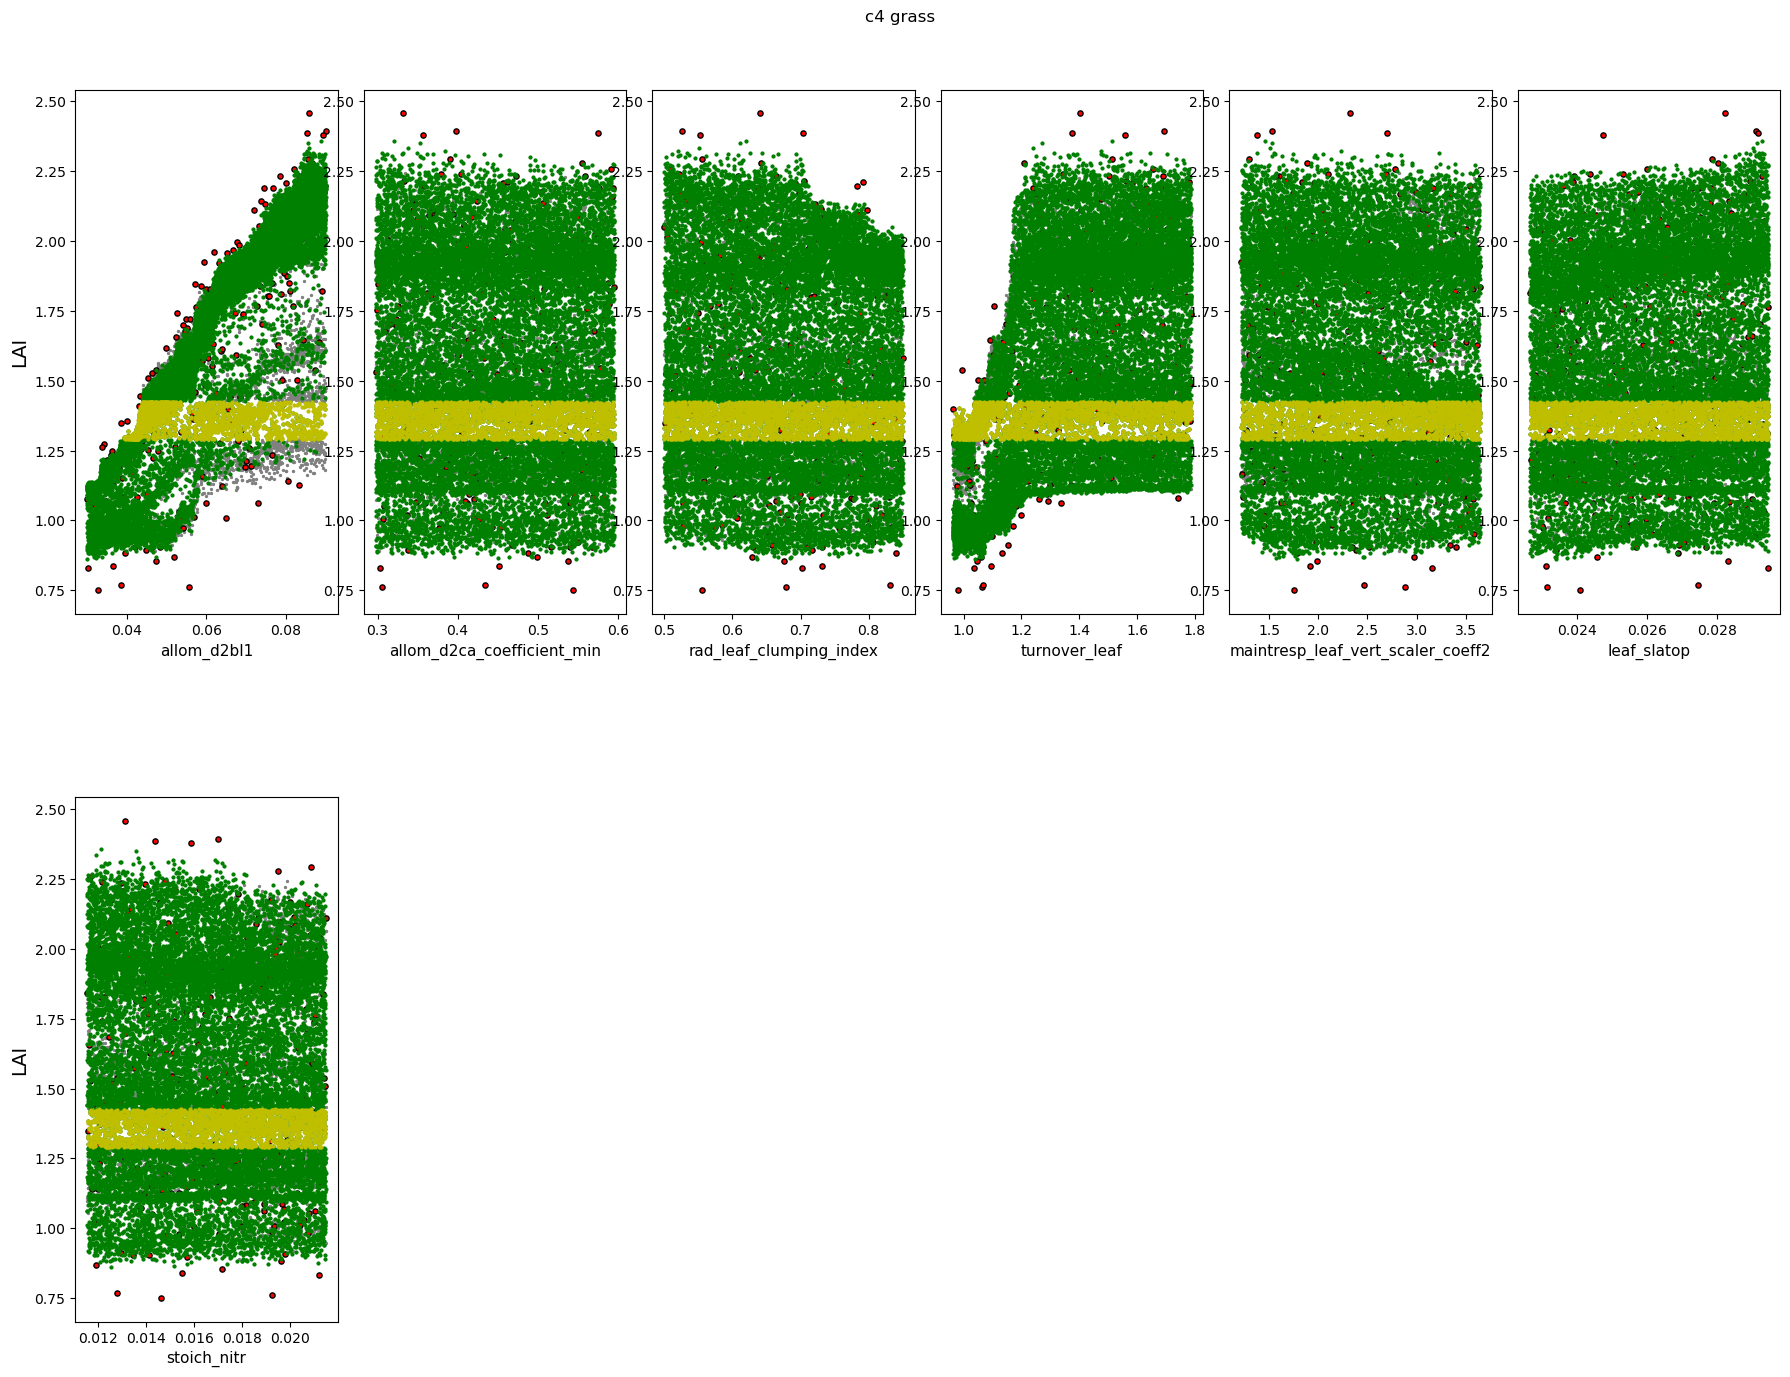 c4 grass
2.50 2.50 2.50 2.50 2.50 2.50
2.25 2.25 2.25 2.25 2.25 2.25
2.00 2.00 2.00 2.00 2.00 2.00
1.75 1.75 1.75 1.75 1.75 1.75
LAI
1.50 1.50 1.50 1.50 1.50 1.50
1.25 1.25 1.25 1.25 1.25 1.25
1.00 1.00 1.00 1.00 1.00 1.00
0.75 0.75 0.75 0.75 0.75 0.75
0.04 0.06 0.08 0.3 0.4 0.5 0.6 0.5 0.6 0.7 0.8 1.0 1.2 1.4 1.6 1.8 1.5 2.0 2.5 3.0 3.5 0.024 0.026 0.028
allom_d2bl1 allom_d2ca_coefficient_min rad_leaf_clumping_index turnover_leaf maintresp_leaf_vert_scaler_coeff2 leaf_slatop
2.50
2.25
2.00
1.75
LAI
1.50
1.25
1.00
0.75
0.012 0.014 0.016 0.018 0.020
stoich_nitr